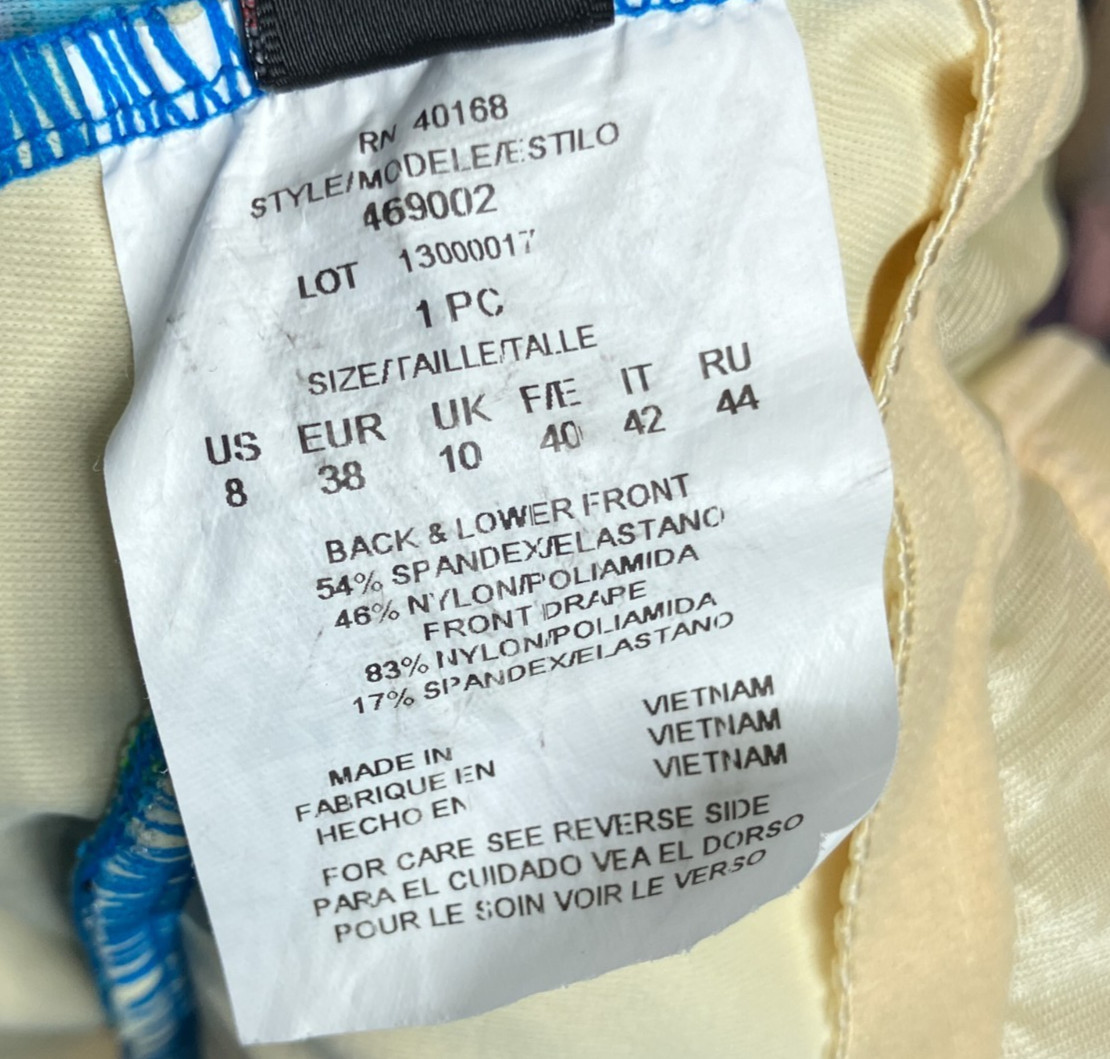 RN 40168
STYLE/MODELE/ESTILO
469002
LOT 13000017
1 PC
SIZE/TAILLE/TALLE
US EUR UK F/E IT RU
8 38 10 40 42 44
BACK & LOWER FRONT
54% SPANDEX/ELASTANO
46% NYLON/POLIAMIDA
FRONT DRAPE
83% NYLON/POLIAMIDA
17% SPANDEX/ELASTANO
MADE IN VIETNAM
FABRIQUE EN VIETNAM
HECHO EN VIETNAM
FOR CARE SEE REVERSE SIDE
PARA EL CUIDADO VEA EL DORSO
POUR LE SOIN VOIR LE VERSO